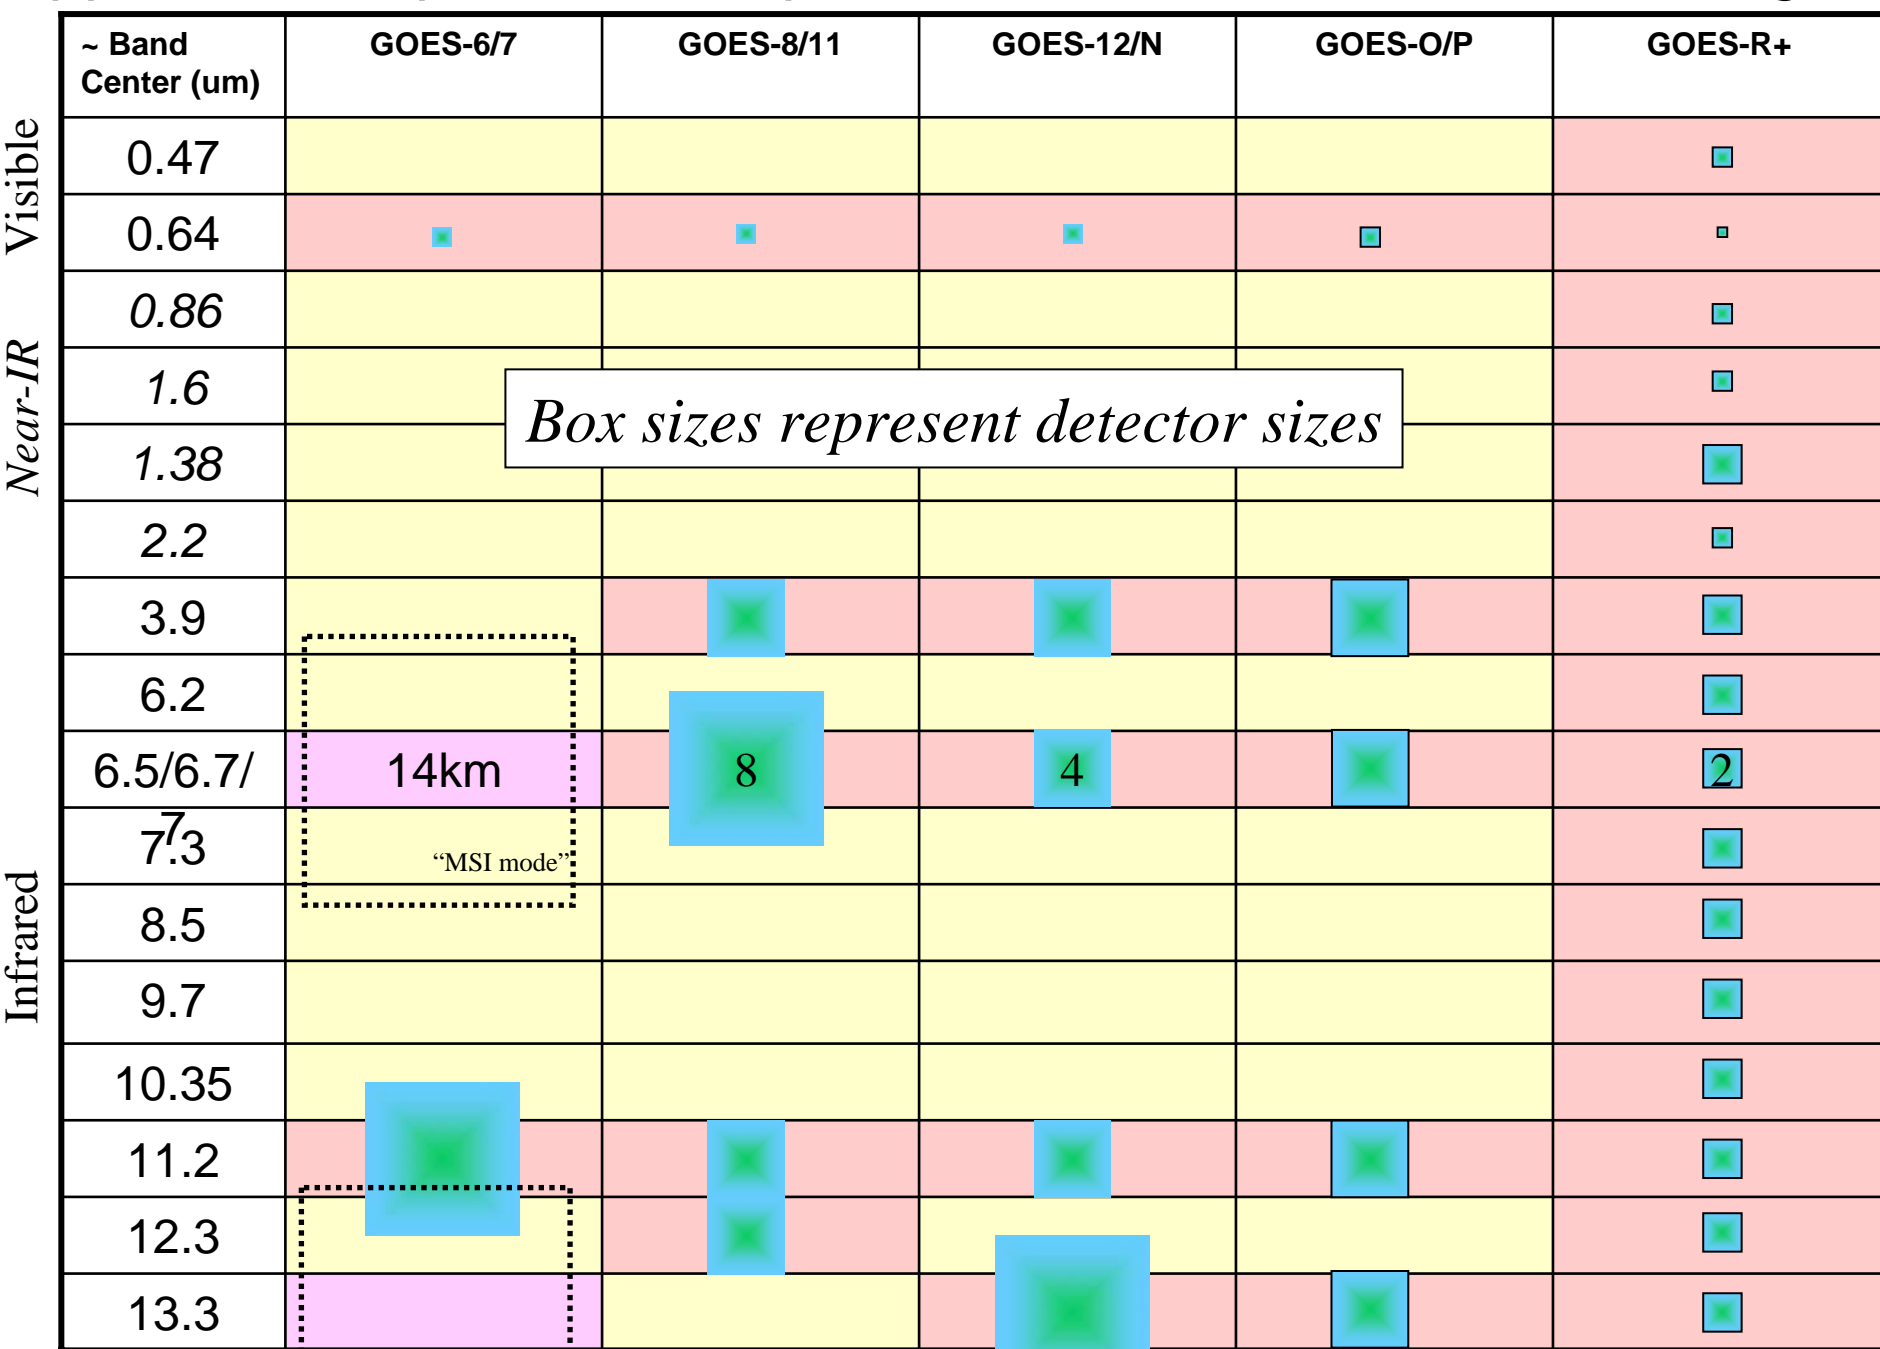 ~ Band Center (um) GOES-6/7 GOES-8/11 GOES-12/N GOES-O/P GOES-R+
Visible
0.47
0.64
Near-IR
0.86
1.6
Box sizes represent detector sizes
1.38
2.2
Infrared
3.9
6.2
6.5/6.7/ 14km 8 4 2
7
7.3 “MSI mode”
8.5
9.7
10.35
11.2
12.3
13.3